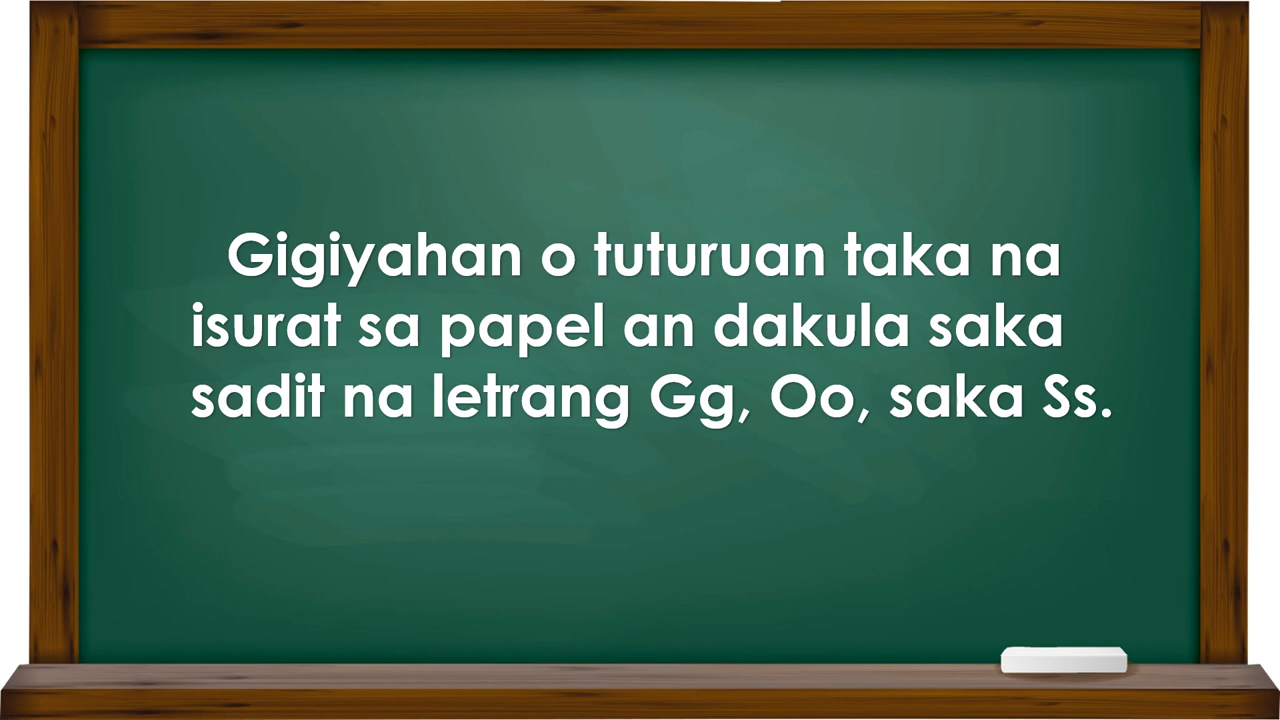 Gigiyahan o tuturuan taka na
isurat sa papel an dakula saka
sadit na letrang Gg, Oo, saka Ss.